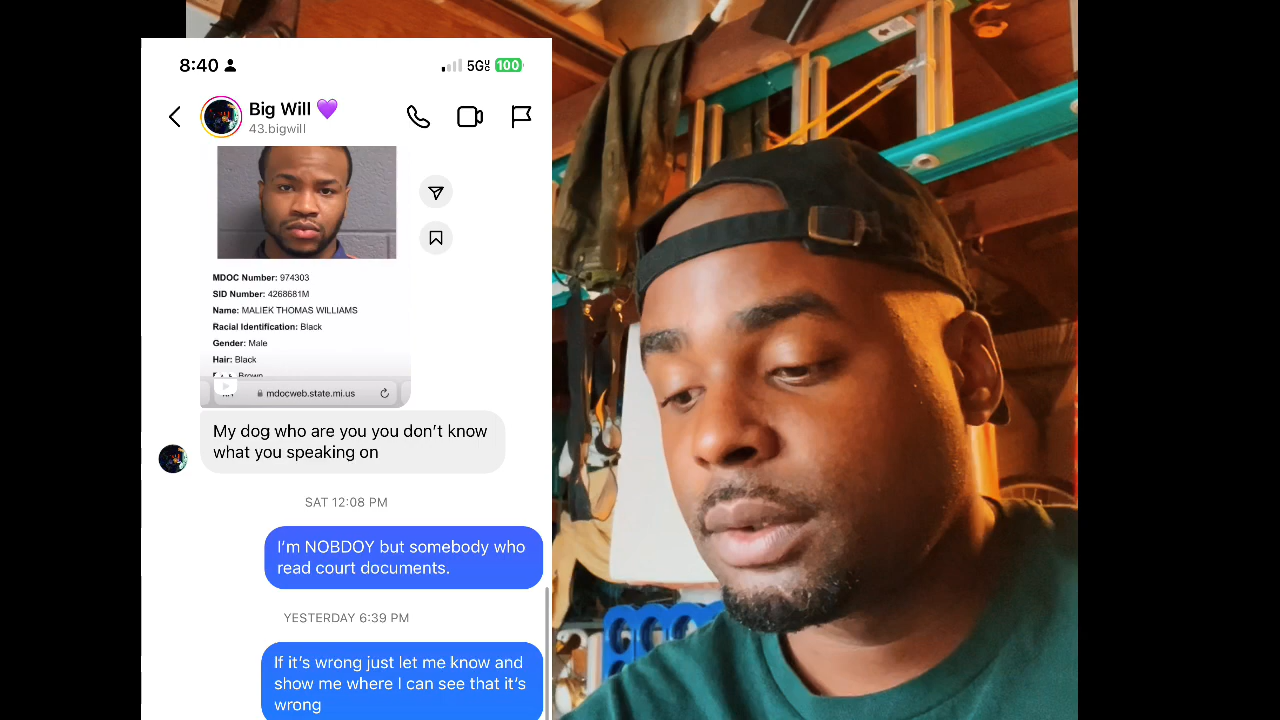 8:40
5G
100
Big Will 💜
43.bigwill
MDOC Number: 974303
SID Number: 4268681M
Name: MALIEK THOMAS WILLIAMS
Racial Identification: Black
Gender: Male
Hair: Black
Brown
mdocweb.state.mi.us
My dog who are you you don’t know
what you speaking on
SAT 12:08 PM
I’m NOBDOY but somebody who
read court documents.
YESTERDAY 6:39 PM
If it’s wrong just let me know and
show me where I can see that it’s
wrong